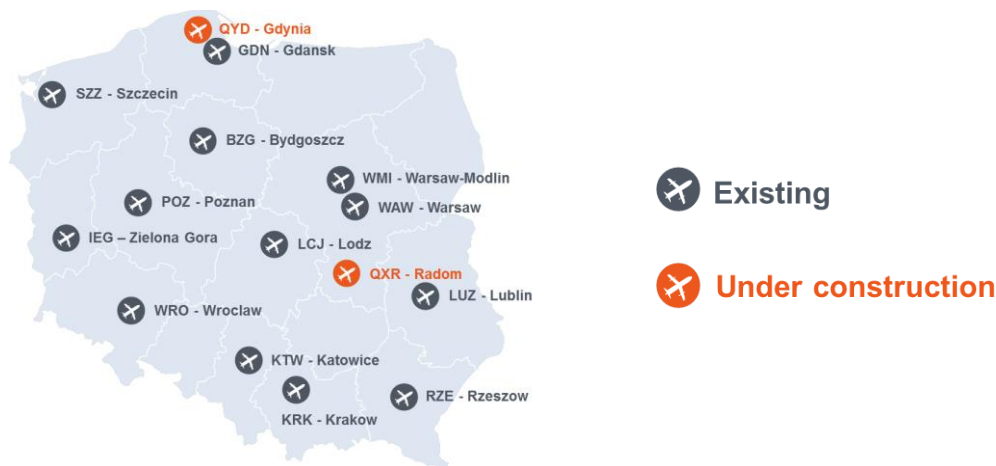 QYD - Gdynia
GDN - Gdansk
SZZ - Szczecin
BZG - Bydgoszcz
WMI - Warsaw-Modlin
WAW - Warsaw
POZ - Poznan
IEG – Zielona Gora
LCJ - Lodz
QXR - Radom
LUZ - Lublin
WRO - Wroclaw
KTW - Katowice
KRK - Krakow
RZE - Rzeszow
Existing
Under construction